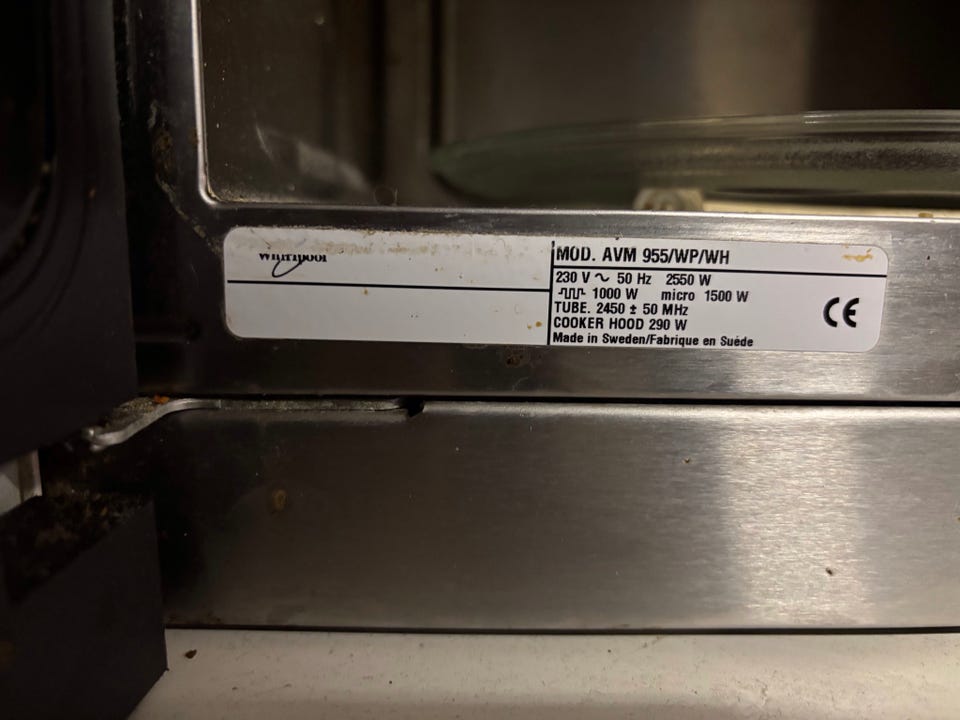 Whirlpool
MOD. AVM 955/WP/WH
230 V ~ 50 Hz 2550 W
1000 W micro 1500 W
TUBE. 2450 ± 50 MHz
COOKER HOOD 290 W
Made in Sweden/Fabrique en Suéde
CE